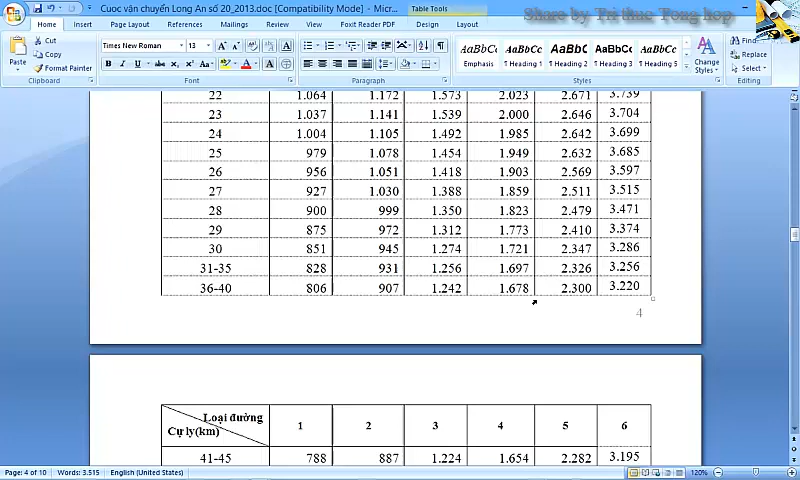 Cuoc vận chuyển Long An số 20_2013.doc [Compatibility Mode] - Micr...
Table Tools
Share by Tri thuc Tong hop
Home Insert Page Layout References Mailings Review View Foxit Reader PDF Design Layout
Paste
Cut
Copy
Format Painter
Clipboard
Times New Roman 13
Font
Paragraph
AaBbCc AaBbCc AaBbC AaBbCc AaBbCc
Emphasis ¶ Heading 1 ¶ Heading 2 ¶ Heading 3 ¶ Heading 5
Change Styles
Styles
Find
Replace
Select
Editing
22 1.064 1.172 1.573 2.023 2.671 3.739
23 1.037 1.141 1.539 2.000 2.646 3.704
24 1.004 1.105 1.492 1.985 2.642 3.699
25 979 1.078 1.454 1.949 2.632 3.685
26 956 1.051 1.418 1.903 2.569 3.597
27 927 1.030 1.388 1.859 2.511 3.515
28 900 999 1.350 1.823 2.479 3.471
29 875 972 1.312 1.773 2.410 3.374
30 851 945 1.274 1.721 2.347 3.286
31-35 828 931 1.256 1.697 2.326 3.256
36-40 806 907 1.242 1.678 2.300 3.220
4
Loại đường
Cự ly(km) 1 2 3 4 5 6
41-45 788 887 1.224 1.654 2.282 3.195
Page: 4 of 10 Words: 3.515 English (United States) 120%